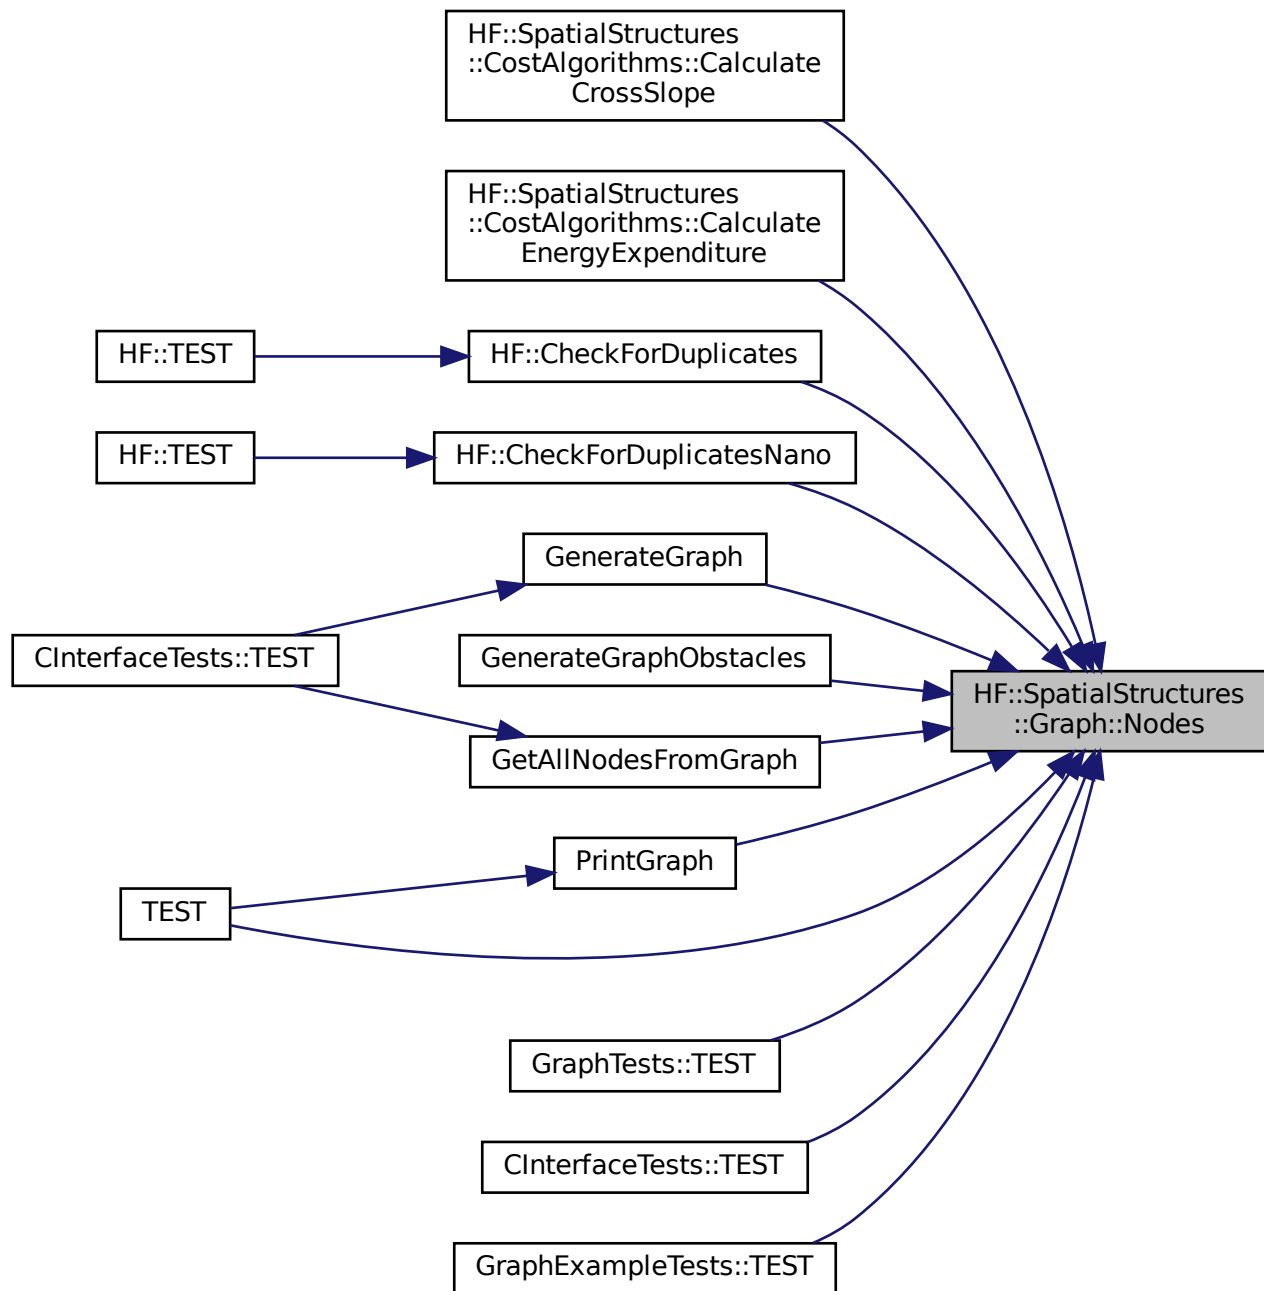 HF::SpatialStructures
::CostAlgorithms::Calculate
CrossSlope
HF::SpatialStructures
::CostAlgorithms::Calculate
EnergyExpenditure
HF::TEST
HF::CheckForDuplicates
HF::TEST
HF::CheckForDuplicatesNano
GenerateGraph
CInterfaceTests::TEST
GenerateGraphObstacles
HF::SpatialStructures
::Graph::Nodes
GetAllNodesFromGraph
PrintGraph
TEST
GraphTests::TEST
CInterfaceTests::TEST
GraphExampleTests::TEST